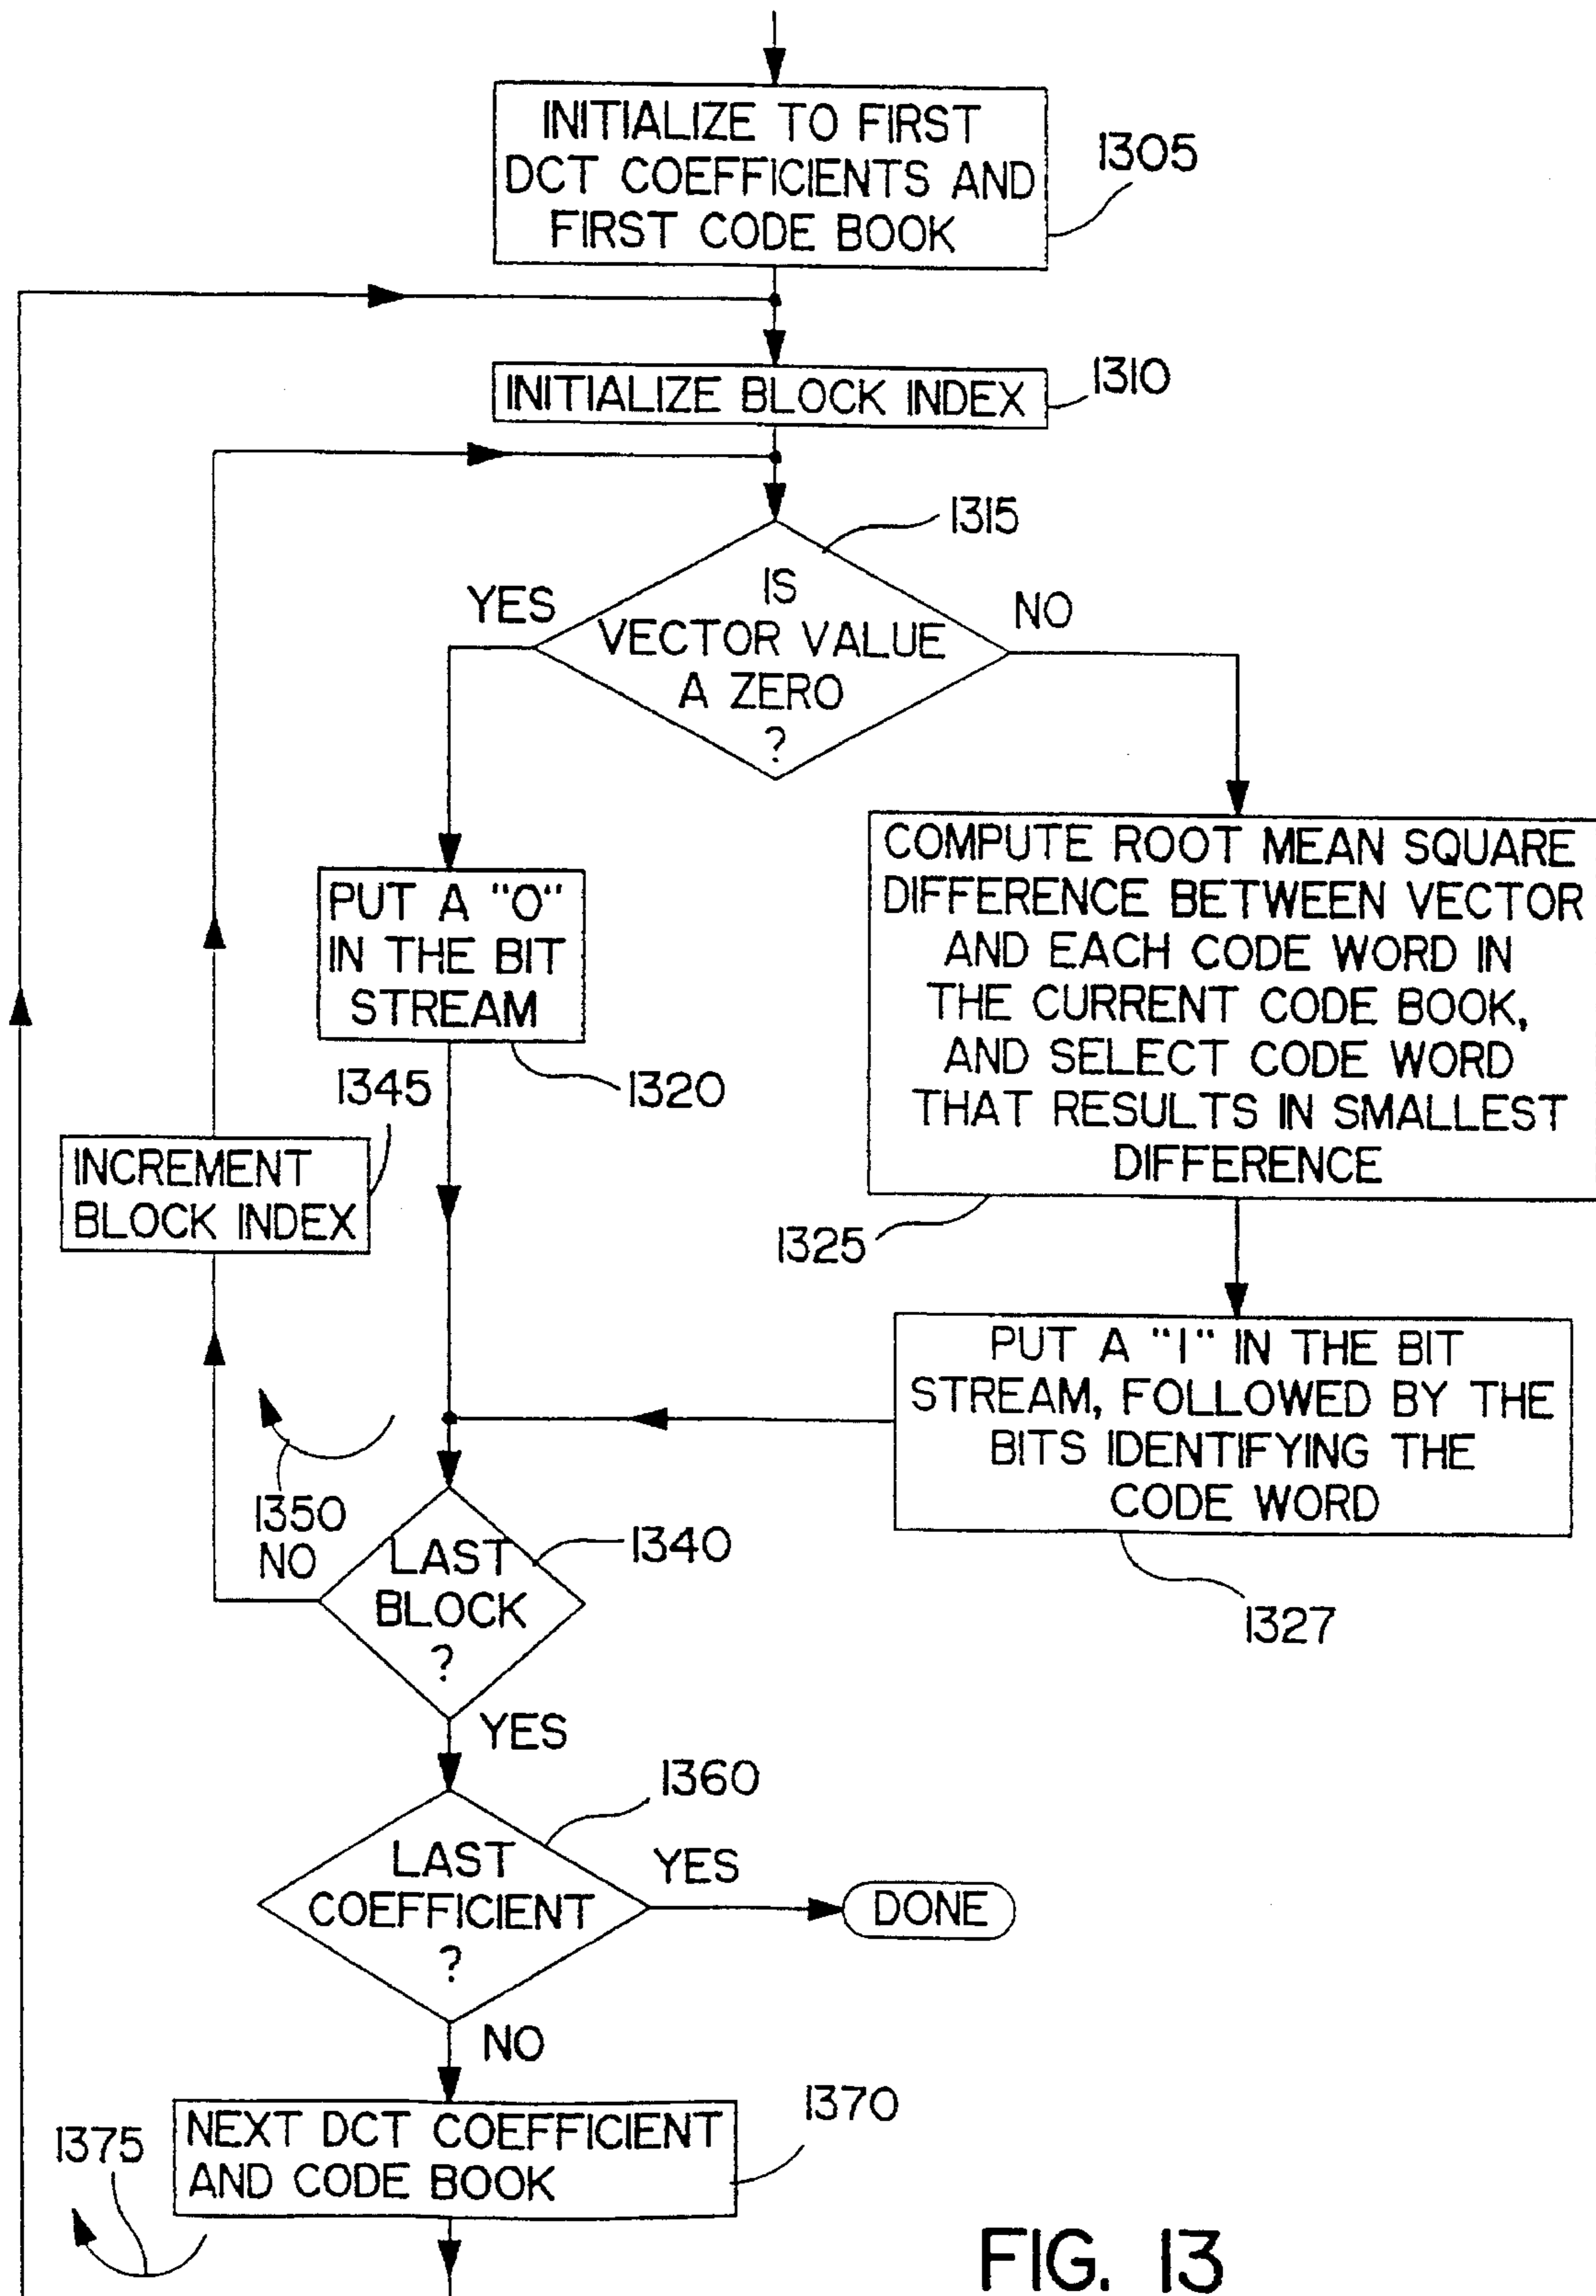 INITIALIZE TO FIRST
DCT COEFFICIENTS AND
FIRST CODE BOOK
1305
INITIALIZE BLOCK INDEX
1310
1315
IS
VECTOR VALUE
A ZERO
?
YES
NO
PUT A "0"
IN THE BIT
STREAM
1320
COMPUTE ROOT MEAN SQUARE
DIFFERENCE BETWEEN VECTOR
AND EACH CODE WORD IN
THE CURRENT CODE BOOK,
AND SELECT CODE WORD
THAT RESULTS IN SMALLEST
DIFFERENCE
1325
1345
INCREMENT
BLOCK INDEX
PUT A "1" IN THE BIT
STREAM, FOLLOWED BY THE
BITS IDENTIFYING THE
CODE WORD
1327
1350
NO
LAST
BLOCK
?
1340
YES
1360
LAST
COEFFICIENT
?
YES
DONE
NO
NEXT DCT COEFFICIENT
AND CODE BOOK
1370
1375
FIG. 13